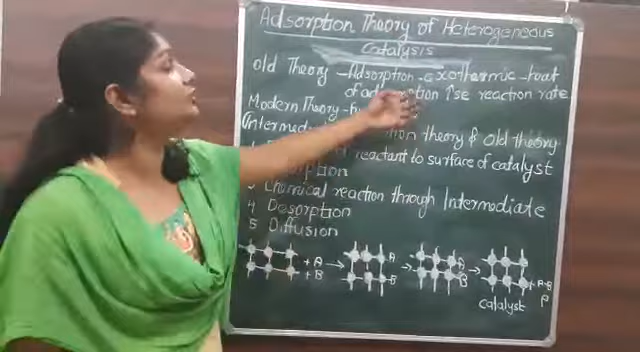 Adsorption Theory of Heterogeneous
Catalysis
Old Theory - Adsorption - exothermic - heat
of adsorption ↑se reaction rate
Modern Theory -
(Intermediate theory & old theory
reactant to surface of catalyst
3 Chemical reaction through Intermediate
4 Desorption
5 Diffusion
+ A → A → A → + A-B
+ B B B P
Catalyst